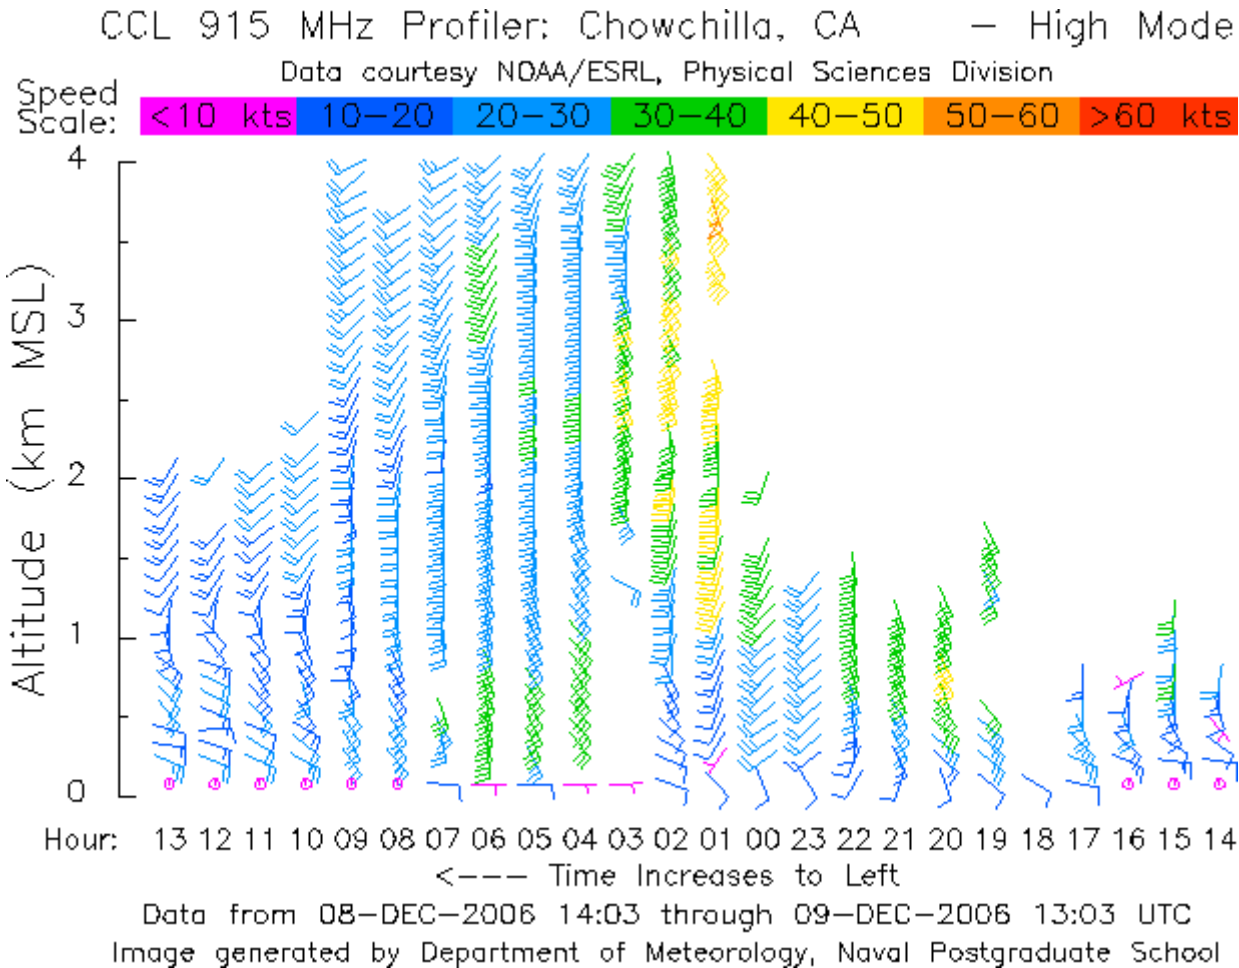 CCL 915 MHz Profiler: Chowchilla, CA — High Mode
Data courtesy NOAA/ESRL, Physical Sciences Division
Speed
Scale: <10 kts 10-20 20-30 30-40 40-50 50-60 >60 kts
4
3
2
1
0
Altitude (km MSL)
Hour: 13 12 11 10 09 08 07 06 05 04 03 02 01 00 23 22 21 20 19 18 17 16 15 14
<--- Time Increases to Left
Data from 08-DEC-2006 14:03 through 09-DEC-2006 13:03 UTC
Image generated by Department of Meteorology, Naval Postgraduate School